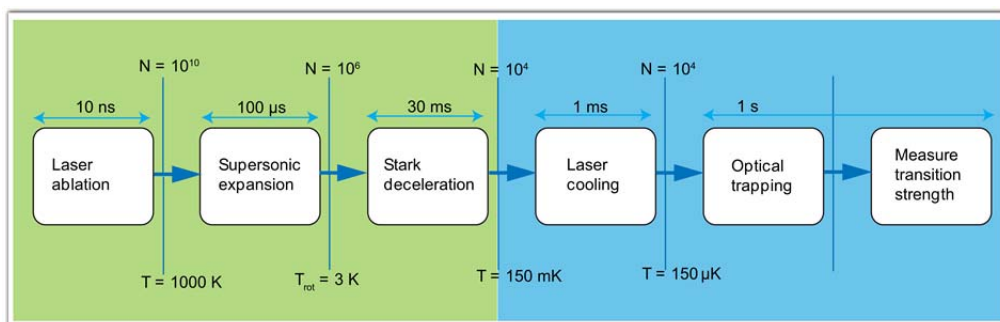 N = 10¹⁰
N = 10⁶
N = 10⁴
N = 10⁴
10 ns
100 µs
30 ms
1 ms
1 s
Laser
ablation
Supersonic
expansion
Stark
deceleration
Laser
cooling
Optical
trapping
Measure
transition
strength
T = 1000 K
Trot = 3 K
T = 150 mK
T = 150 µK